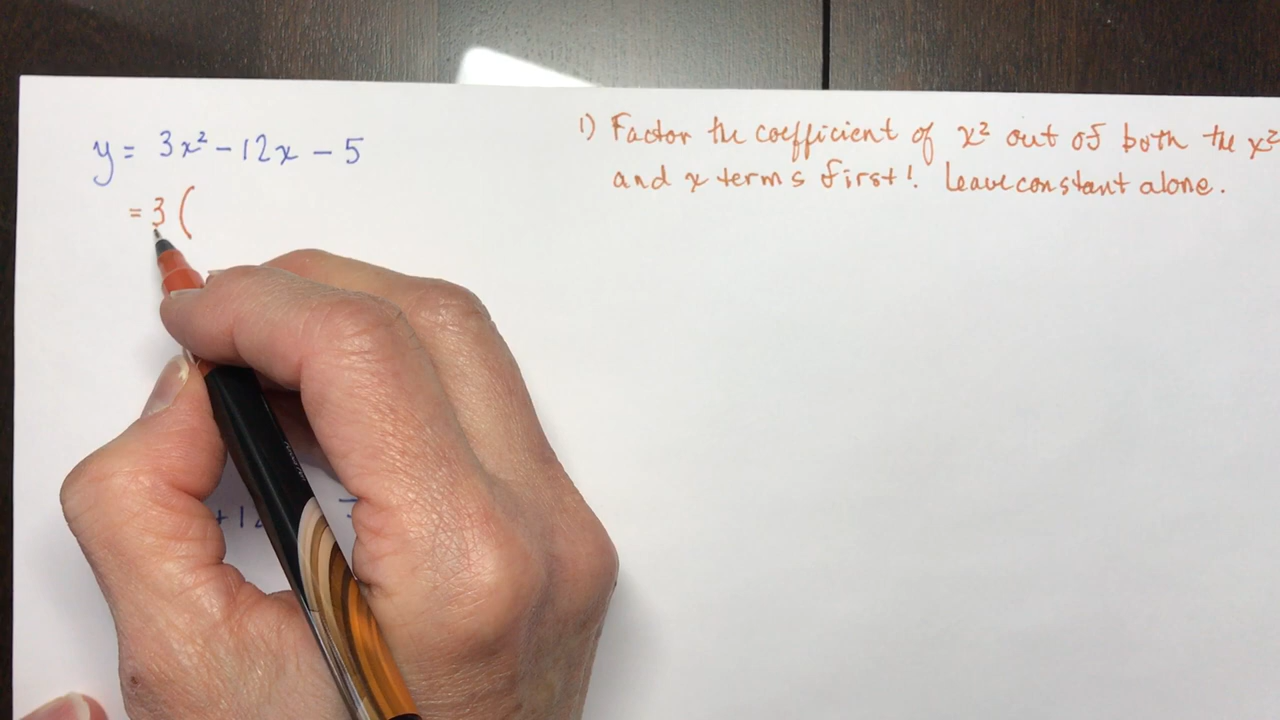 y = 3x² - 12x - 5
= 3 (
1) Factor the coefficient of x² out of both the x²
and x terms first! Leave constant alone.
+ 12